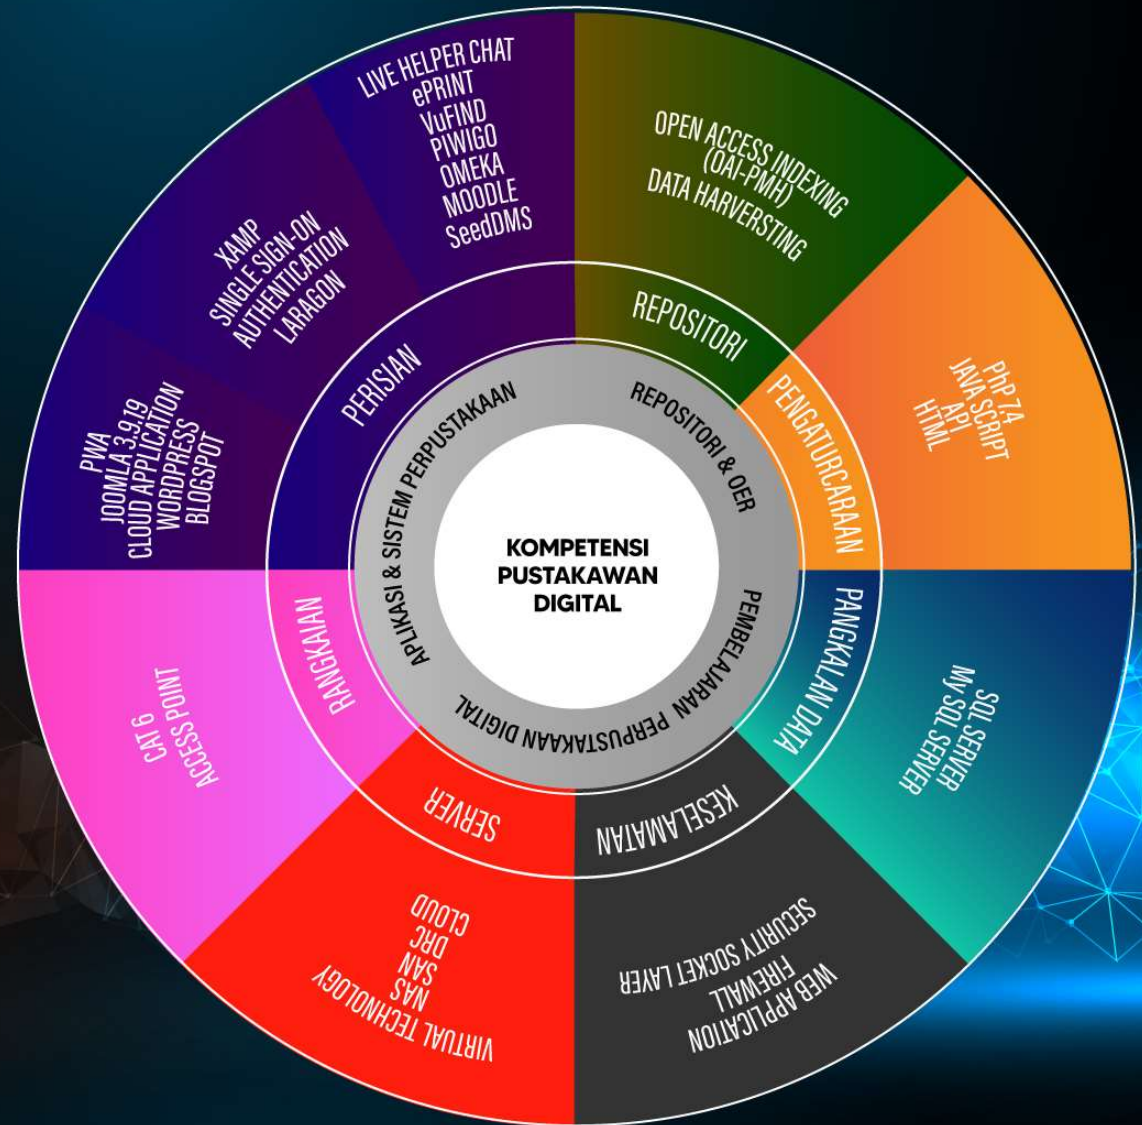 KOMPETENSI
PUSTAKAWAN
DIGITAL
APLIKASI & SISTEM PERPUSTAKAAN
REPOSITORI & OER
PEMBELAJARAN PERPUSTAKAAN DIGITAL
PERISIAN
LIVE HELPER CHAT
ePRINT
VuFIND
PIWIGO
OMEKA
MOODLE
SeedDMS
XAMP
SINGLE SIGN-ON
AUTHENTICATION
LARAGON
PWA
JOOMLA 3.9.19
CLOUD APPLICATION
WORDPRESS
BLOGSPOT
REPOSITORI
OPEN ACCESS INDEXING
(OAI-PMH)
DATA HARVERSTING
PENGATURCARAAN
PhP 7.4
JAVA SCRIPT
API
HTML
PANGKALAN DATA
SQL SERVER
My SQL SERVER
KESELAMATAN
SECURITY SOCKET LAYER
WEB APPLICATION
FIREWALL
SERVER
VIRTUAL TECHNOLOGY
NAS
SAN
DRC
CLOUD
RANGKAIAN
CAT 6
ACCESS POINT